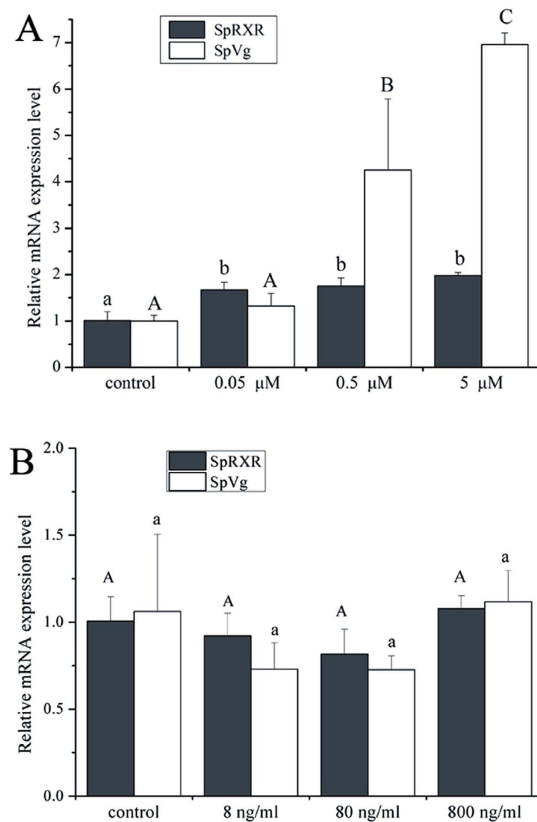 A
SpRXR
SpVg
Relative mRNA expression level
7
6
5
4
3
2
1
0
a
A
b
A
b
B
b
C
control
0.05 μM
0.5 μM
5 μM
B
SpRXR
SpVg
Relative mRNA expression level
2.0
1.5
1.0
0.5
0.0
A
a
A
a
A
a
A
a
control
8 ng/ml
80 ng/ml
800 ng/ml